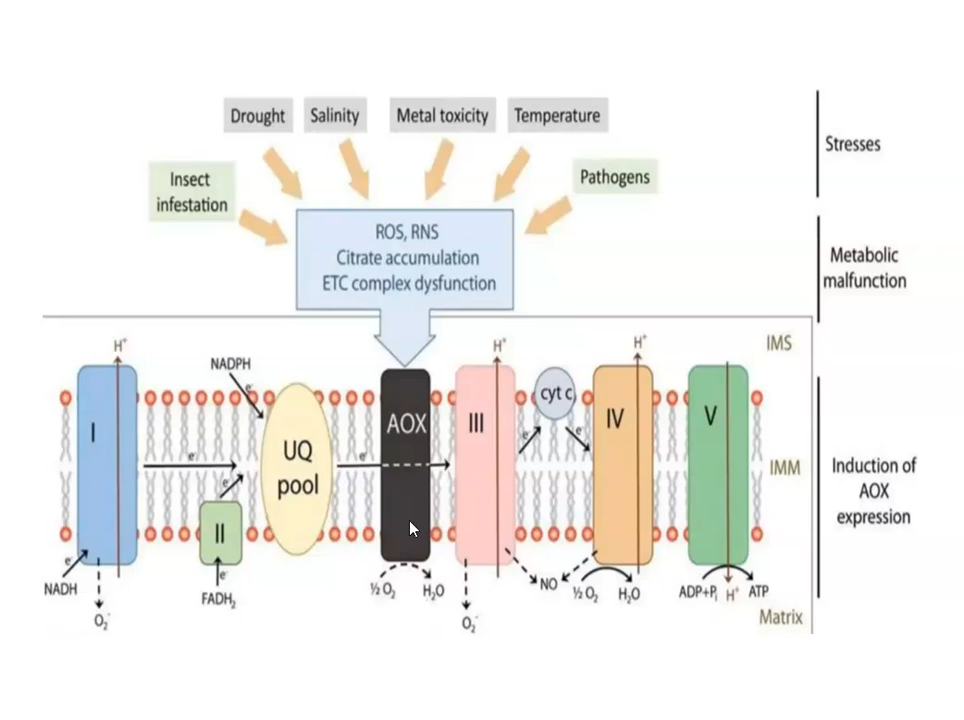 Drought
Salinity
Metal toxicity
Temperature
Stresses
Insect
infestation
Pathogens
ROS, RNS
Citrate accumulation
ETC complex dysfunction
Metabolic
malfunction
IMS
H⁺
H⁺
H⁺
NADPH
e⁻
cyt c
I
UQ
pool
AOX
III
IV
V
e⁻
e⁻
e⁻
e⁻
IMM
Induction of
AOX
expression
e⁻
II
e⁻
e⁻
NADH
FADH₂
½ O₂
H₂O
NO
½ O₂
H₂O
ADP+Pᵢ
H⁺
ATP
O₂⁻
O₂⁻
Matrix